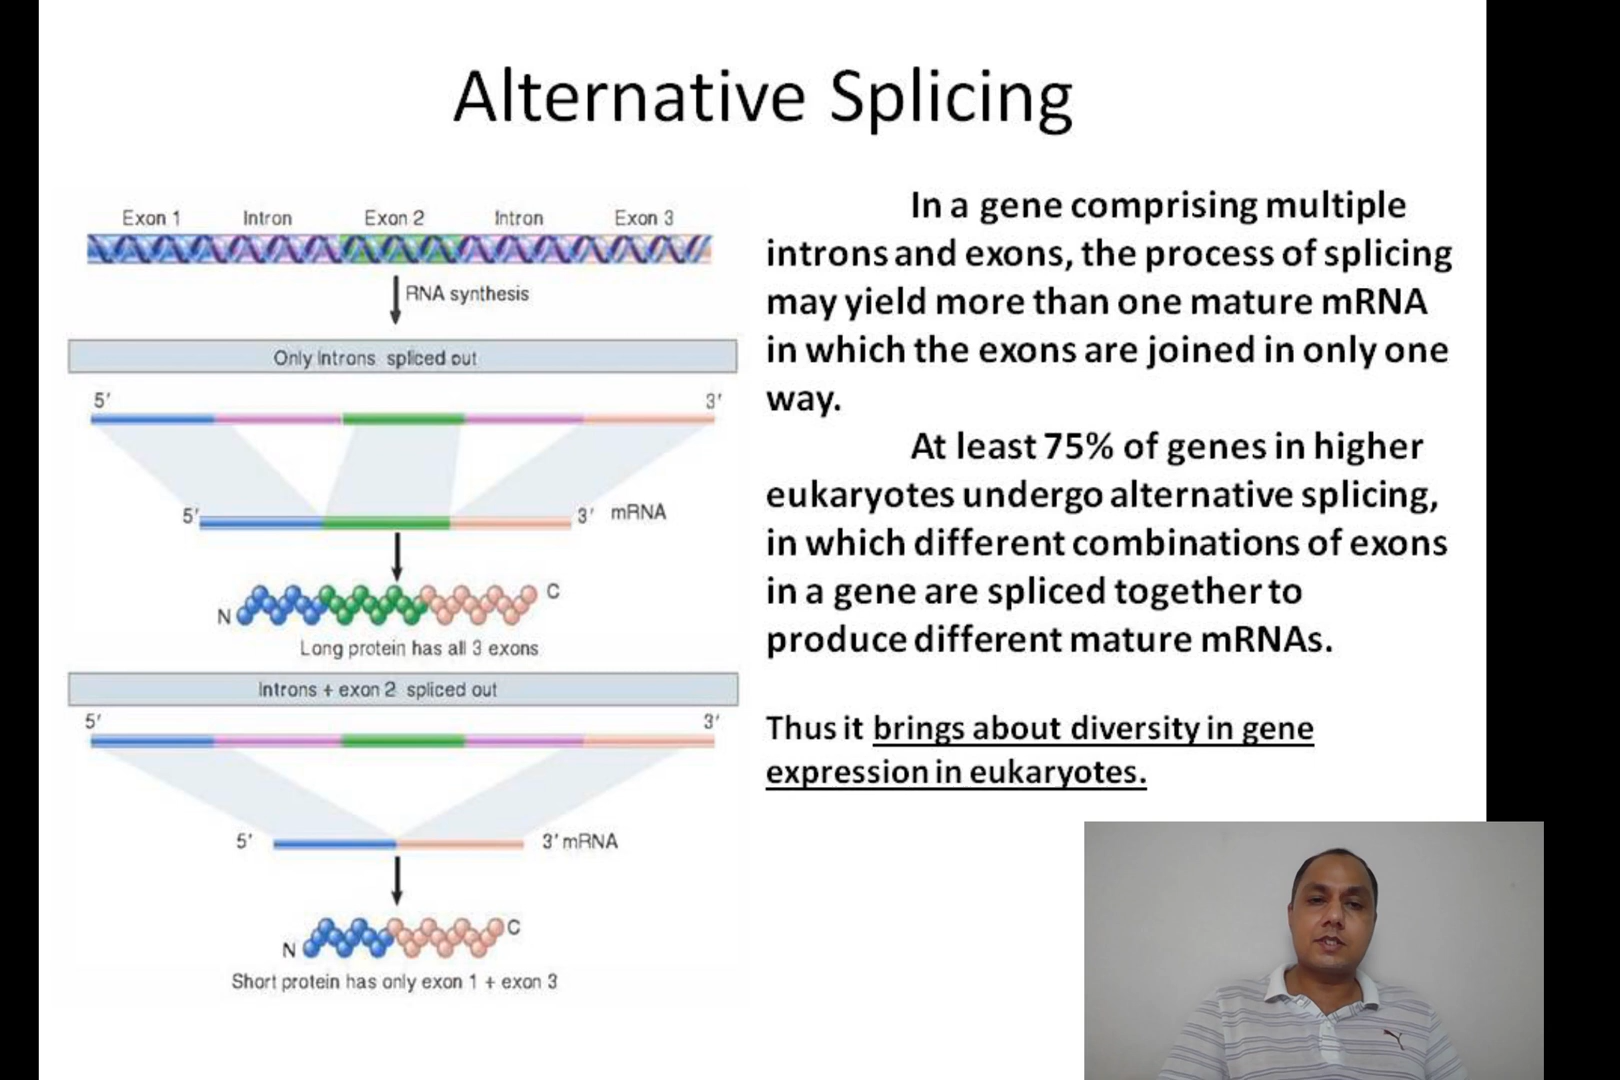 Alternative Splicing
Exon 1 Intron Exon 2 Intron Exon 3
RNA synthesis
Only introns spliced out
5′ 3′
5′ 3′ mRNA
N C
Long protein has all 3 exons
Introns + exon 2 spliced out
5′ 3′
5′ 3′ mRNA
N C
Short protein has only exon 1 + exon 3
In a gene comprising multiple
introns and exons, the process of splicing
may yield more than one mature mRNA
in which the exons are joined in only one
way.
At least 75% of genes in higher
eukaryotes undergo alternative splicing,
in which different combinations of exons
in a gene are spliced together to
produce different mature mRNAs.
Thus it brings about diversity in gene
expression in eukaryotes.